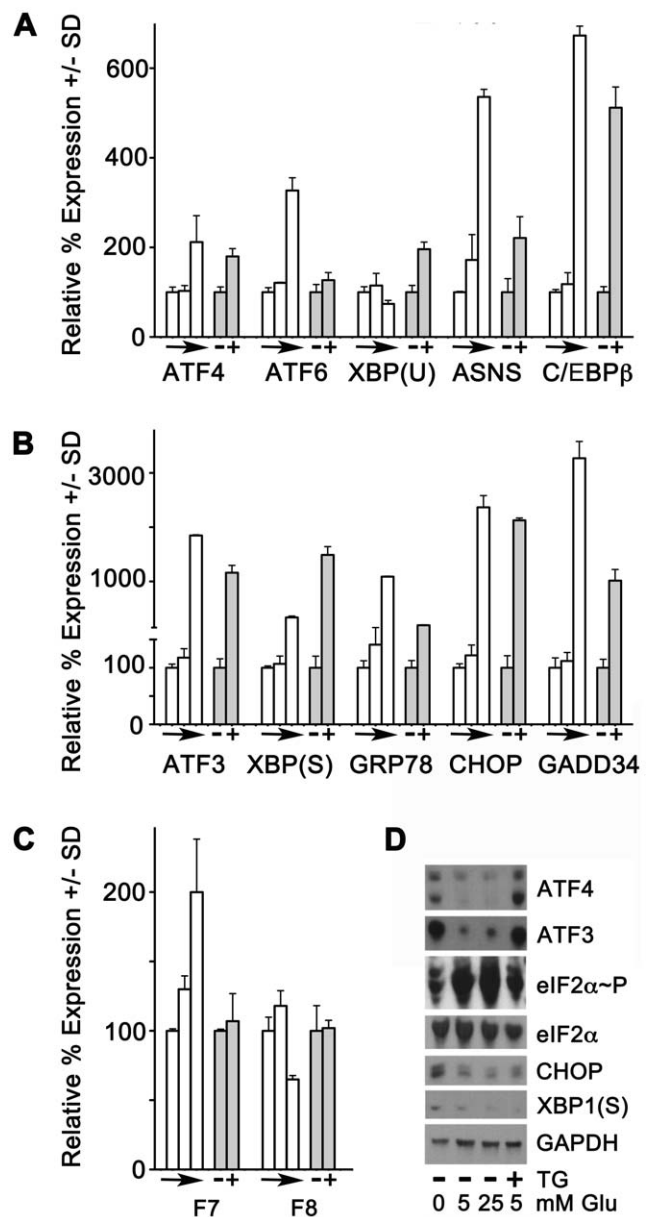 A
Relative % Expression +/- SD
600
400
200
0
- + - + - + - + - +
ATF4 ATF6 XBP(U) ASNS C/EBPβ
B
Relative % Expression +/- SD
3000
1000
100
0
- + - + - + - + - +
ATF3 XBP(S) GRP78 CHOP GADD34
C
Relative % Expression +/- SD
200
100
0
- + - +
F7 F8
D
ATF4
ATF3
eIF2α~P
eIF2α
CHOP
XBP1(S)
GAPDH
- - - + TG
0 5 25 5 mM Glu